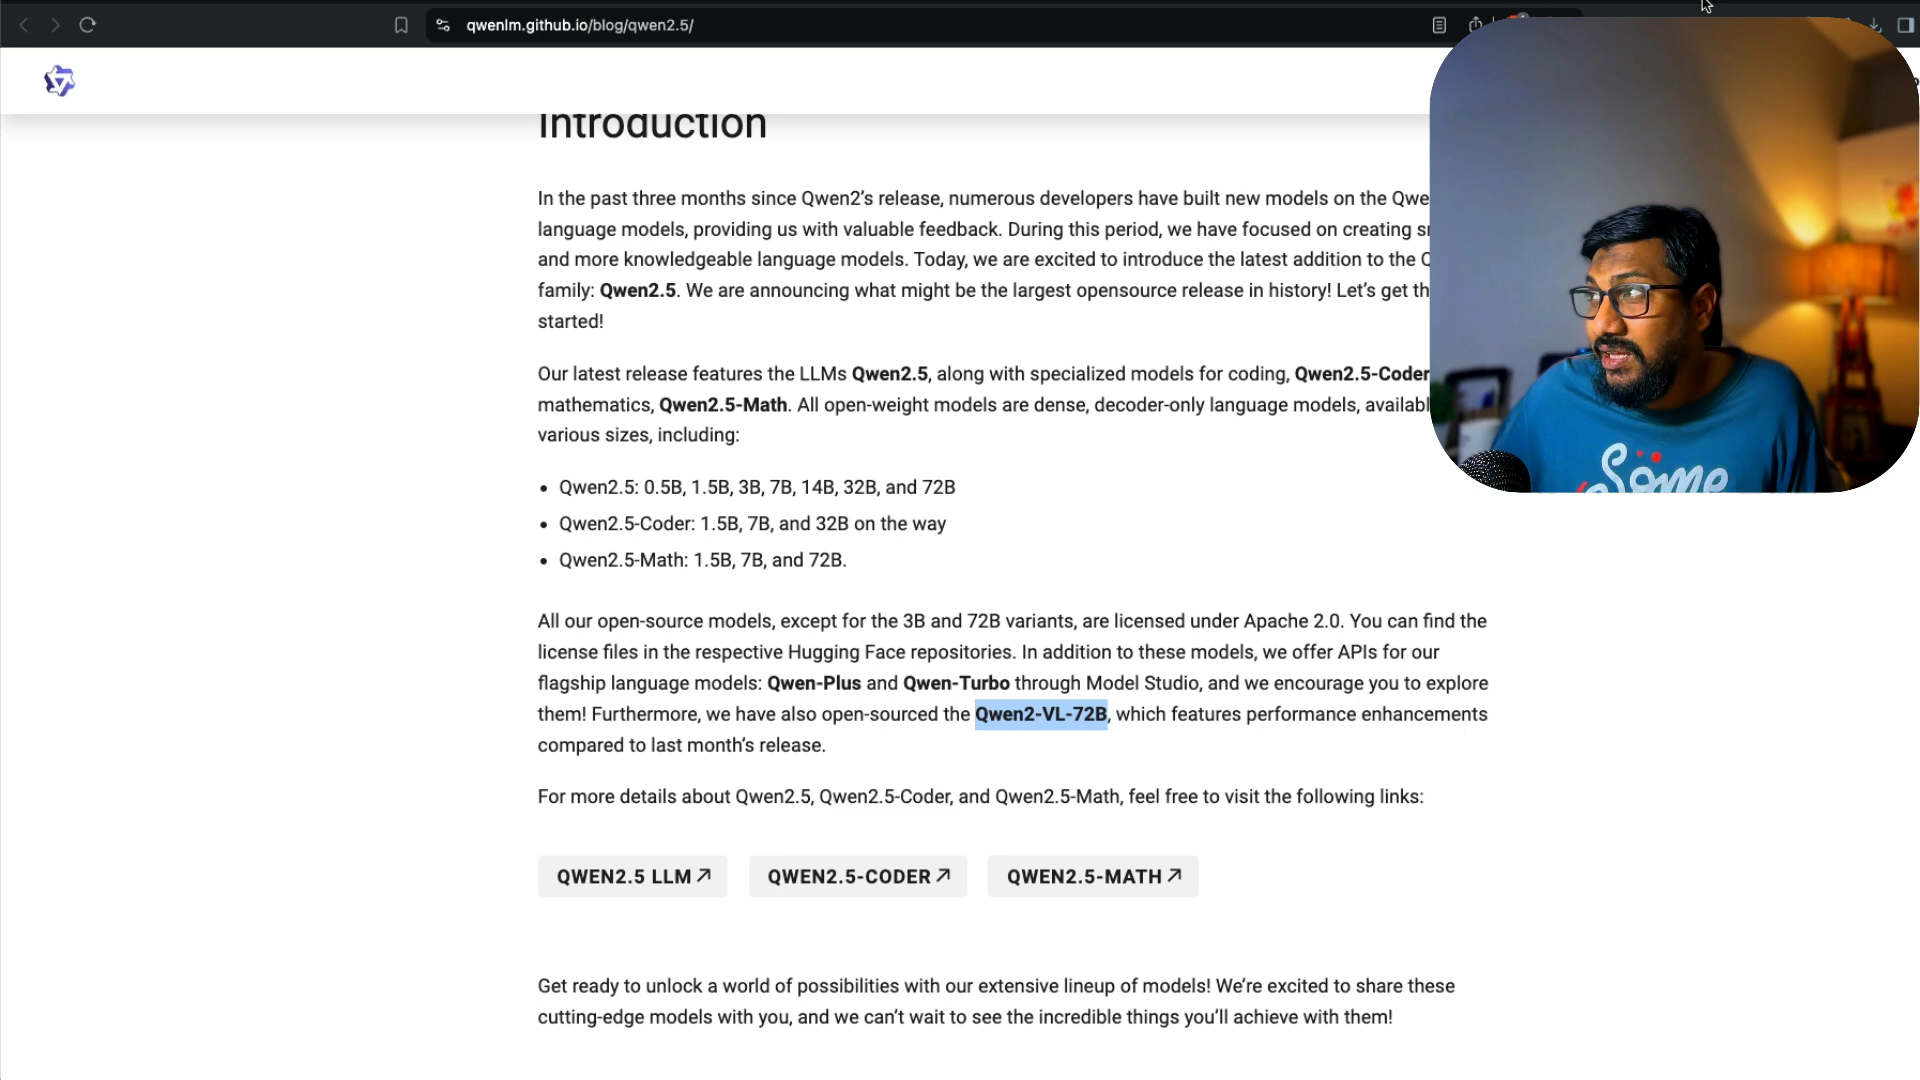 qwenlm.github.io/blog/qwen2.5/
Introduction
In the past three months since Qwen2’s release, numerous developers have built new models on the Qwe
language models, providing us with valuable feedback. During this period, we have focused on creating
and more knowledgeable language models. Today, we are excited to introduce the latest addition to the
family: Qwen2.5. We are announcing what might be the largest opensource release in history! Let’s get
started!
Our latest release features the LLMs Qwen2.5, along with specialized models for coding, Qwen2.5-Coder
mathematics, Qwen2.5-Math. All open-weight models are dense, decoder-only language models,
various sizes, including:
• Qwen2.5: 0.5B, 1.5B, 3B, 7B, 14B, 32B, and 72B
• Qwen2.5-Coder: 1.5B, 7B, and 32B on the way
• Qwen2.5-Math: 1.5B, 7B, and 72B.
All our open-source models, except for the 3B and 72B variants, are licensed under Apache 2.0. You can find the
license files in the respective Hugging Face repositories. In addition to these models, we offer APIs for our
flagship language models: Qwen-Plus and Qwen-Turbo through Model Studio, and we encourage you to explore
them! Furthermore, we have also open-sourced the Qwen2-VL-72B, which features performance enhancements
compared to last month’s release.
For more details about Qwen2.5, Qwen2.5-Coder, and Qwen2.5-Math, feel free to visit the following links:
QWEN2.5 LLM
QWEN2.5-CODER
QWEN2.5-MATH
Get ready to unlock a world of possibilities with our extensive lineup of models! We’re excited to share these
cutting-edge models with you, and we can’t wait to see the incredible things you’ll achieve with them!
Some